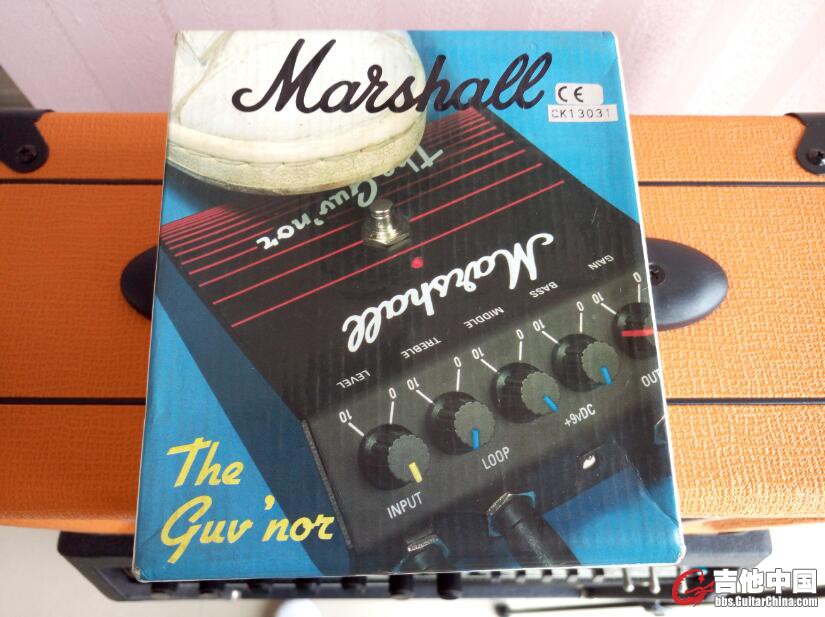 Marshall
CE
CK13031
The Guv'nor
Marshall
GAIN
BASS
MIDDLE
TREBLE
LEVEL
0
10
0
10
0
10
0
10
0
10
OUT
+9vDC
LOOP
INPUT
The
Guv'nor
吉他中国
bbs.GuitarChina.com